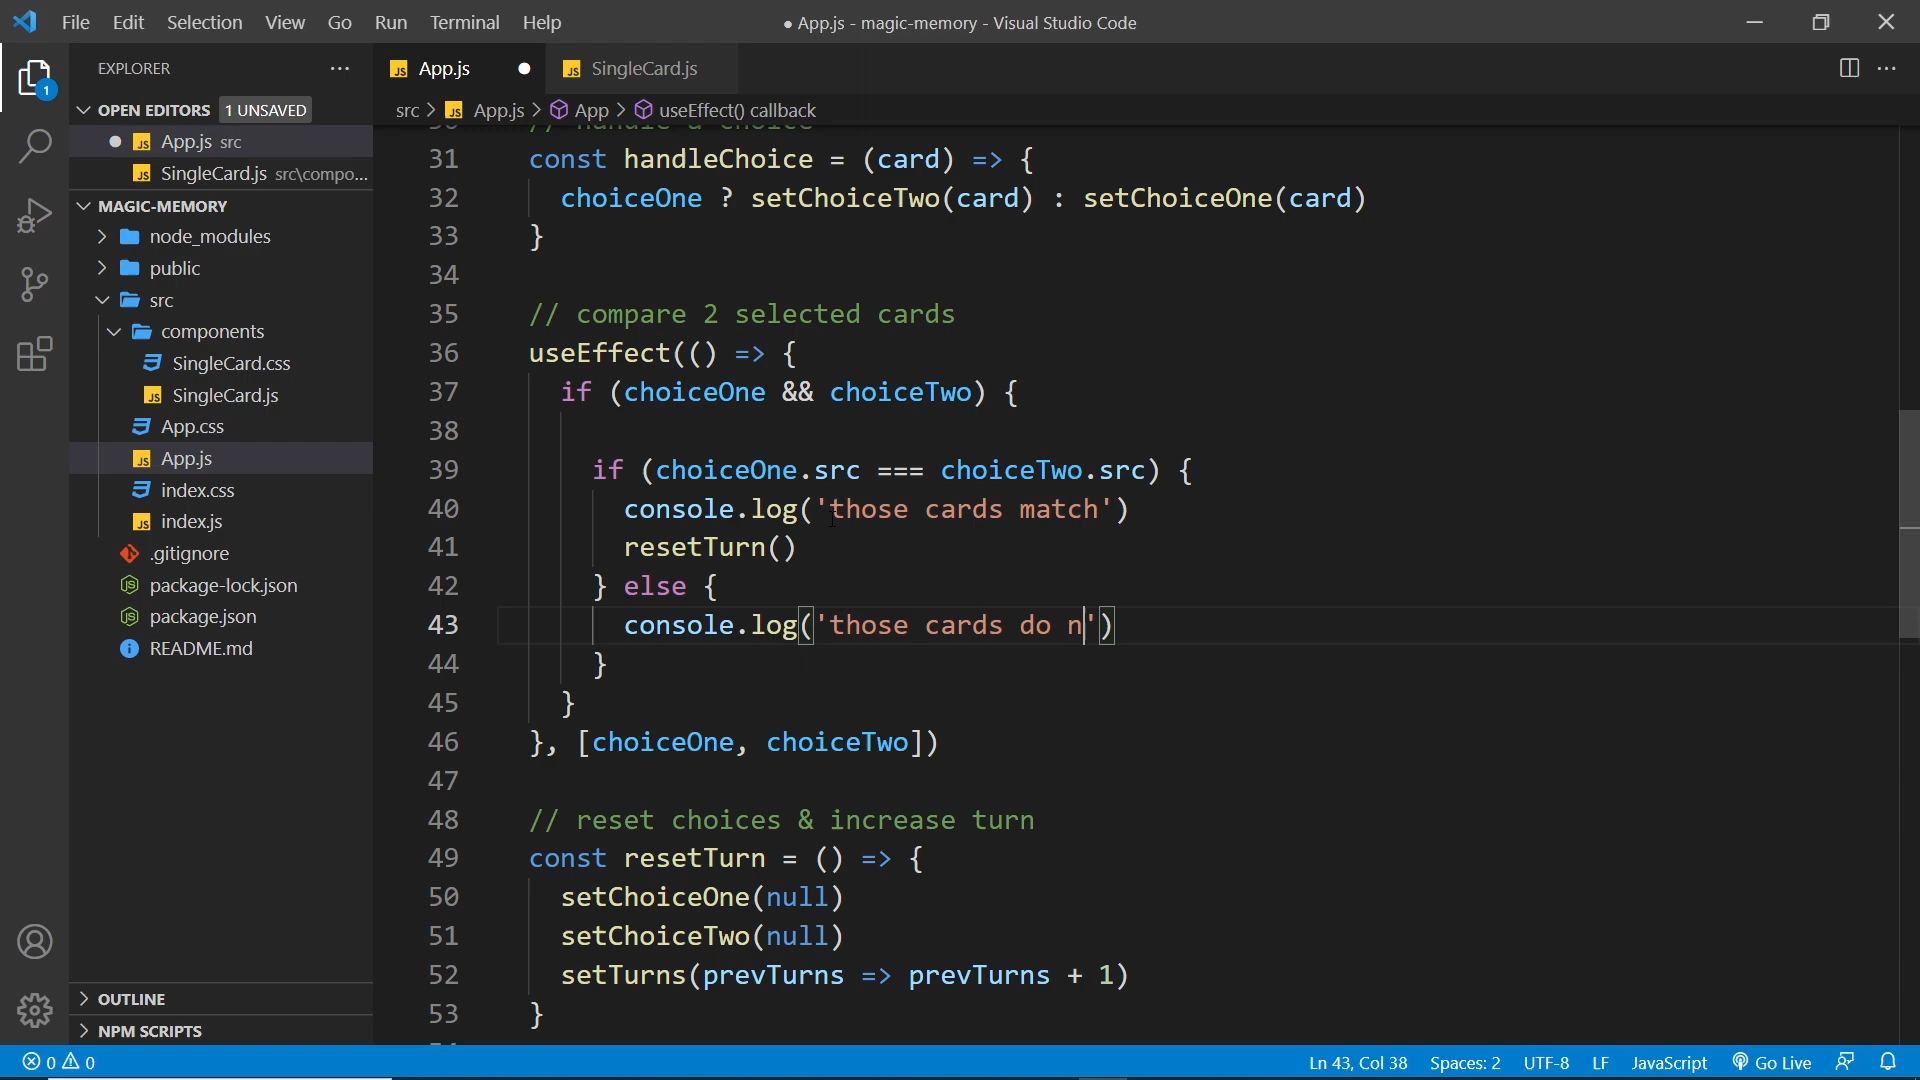 File Edit Selection View Go Run Terminal Help
● App.js - magic-memory - Visual Studio Code
EXPLORER
OPEN EDITORS 1 UNSAVED
App.js src
SingleCard.js src\compo...
MAGIC-MEMORY
node_modules
public
src
components
SingleCard.css
SingleCard.js
App.css
App.js
index.css
index.js
.gitignore
package-lock.json
package.json
README.md
OUTLINE
NPM SCRIPTS
1
App.js SingleCard.js
src > App.js > App > useEffect() callback
30 // handle a choice
31 const handleChoice = (card) => {
32 choiceOne ? setChoiceTwo(card) : setChoiceOne(card)
33 }
34
35 // compare 2 selected cards
36 useEffect(() => {
37 if (choiceOne && choiceTwo) {
38
39 if (choiceOne.src === choiceTwo.src) {
40 console.log('those cards match')
41 resetTurn()
42 } else {
43 console.log('those cards do n')
44 }
45 }
46 }, [choiceOne, choiceTwo])
47
48 // reset choices & increase turn
49 const resetTurn = () => {
50 setChoiceOne(null)
51 setChoiceTwo(null)
52 setTurns(prevTurns => prevTurns + 1)
53 }
0 0 Ln 43, Col 38 Spaces: 2 UTF-8 LF JavaScript Go Live